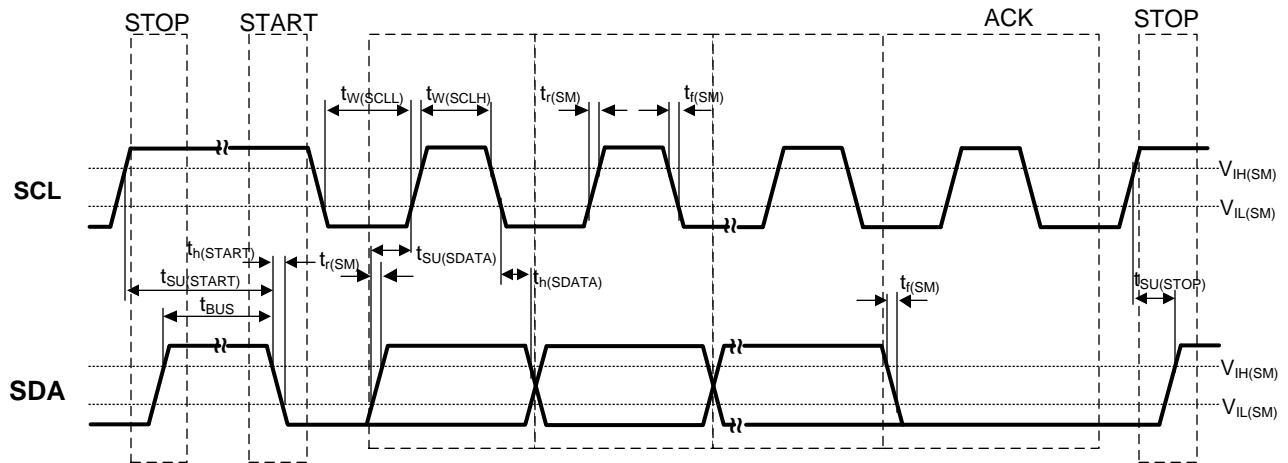 STOP START ACK STOP
tW(SCLL) tW(SCLH) tr(SM) tf(SM)
SCL
VIH(SM)
VIL(SM)
th(START) tr(SM) tSU(SDATA) th(SDATA)
tSU(START) tf(SM) tSU(STOP)
tBUS
SDA
VIH(SM)
VIL(SM)